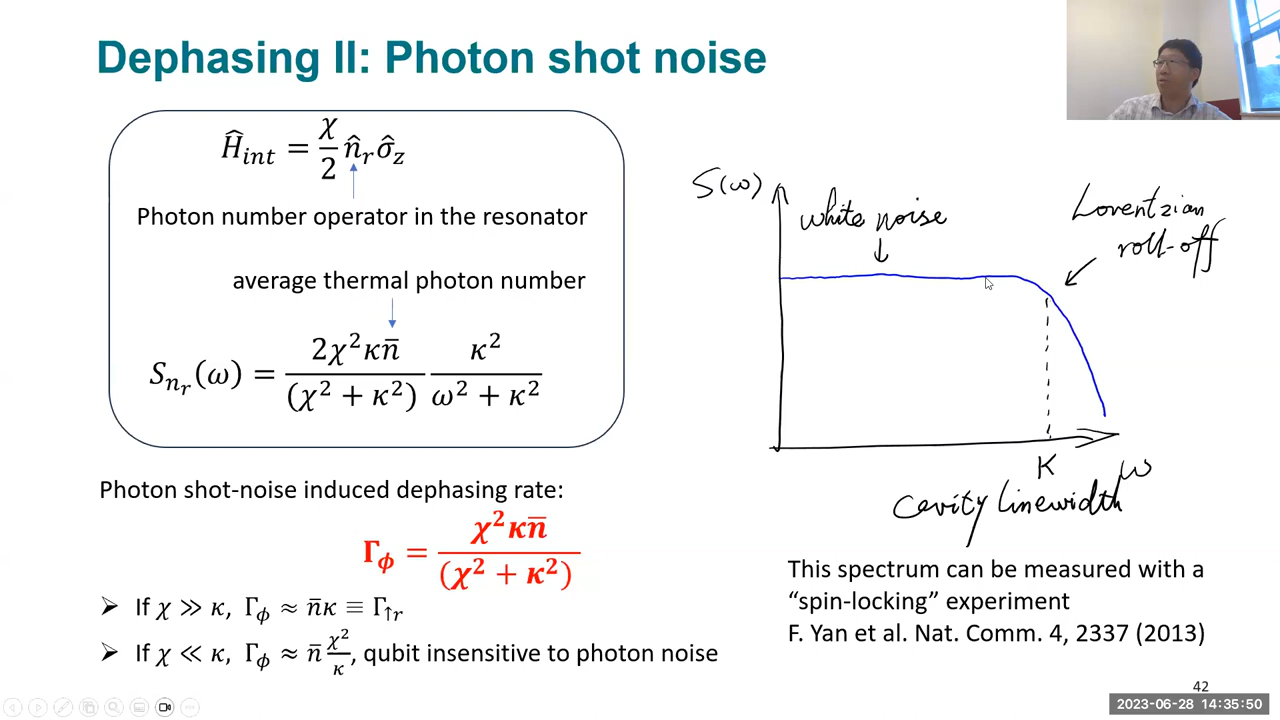 Dephasing II: Photon shot noise
Ĥ_int = χ/2 n̂_r σ̂_z
Photon number operator in the resonator
average thermal photon number
S_{n_r}(ω) = 2χ²κn̅/(χ² + κ²) κ²/(ω² + κ²)
Photon shot-noise induced dephasing rate:
Γ_ϕ = χ²κn̅/(χ² + κ²)
➢ If χ ≫ κ, Γ_ϕ ≈ n̅κ ≡ Γ_{↑r}
➢ If χ ≪ κ, Γ_ϕ ≈ n̅ χ²/κ, qubit insensitive to photon noise
S(ω)
white noise
Lorentzian
roll-off
κ
ω
cavity linewidth
This spectrum can be measured with a
“spin-locking” experiment
F. Yan et al. Nat. Comm. 4, 2337 (2013)
42
2023-06-28 14:35:50